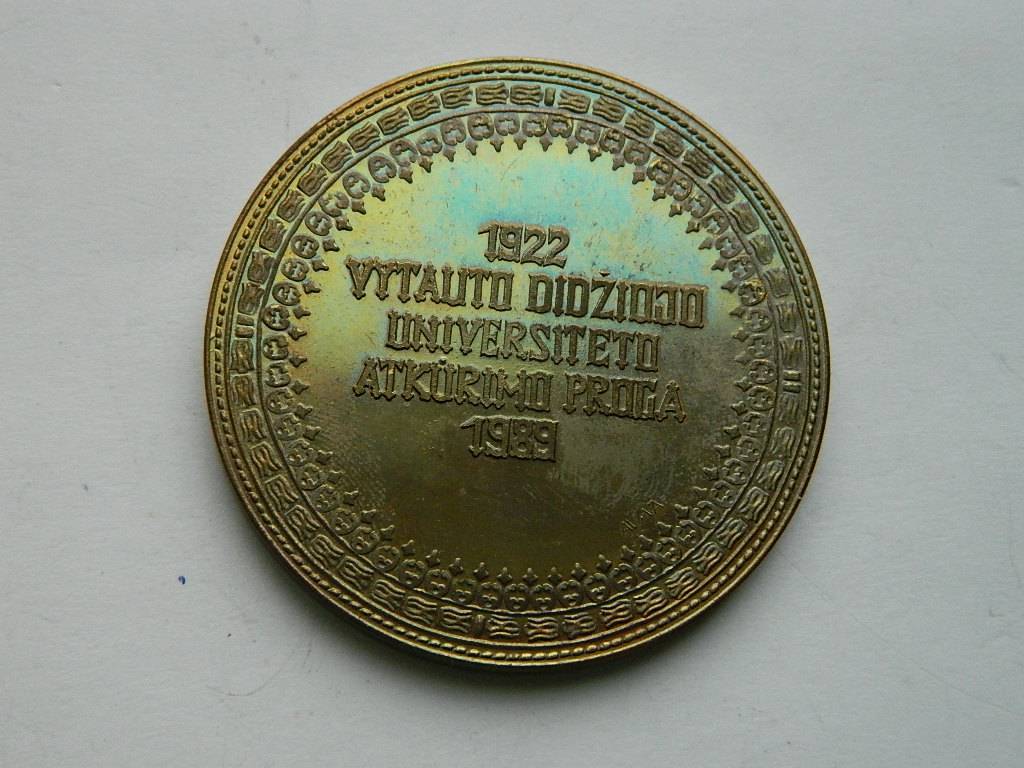 1922
VYTAUTO DIDŽIOJO
UNIVERSITETO
ATKŪRIMO PROGA
1989